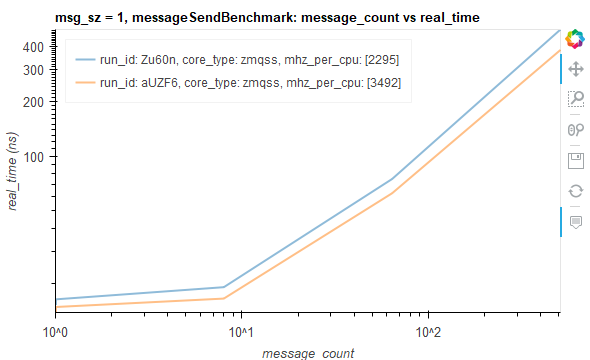 msg_sz = 1, messageSendBenchmark: message_count vs real_time
run_id: Zu60n, core_type: zmqss, mhz_per_cpu: [2295]
run_id: aUZF6, core_type: zmqss, mhz_per_cpu: [3492]
400
300
200
100
real_time (ns)
10^0
10^1
10^2
message_count